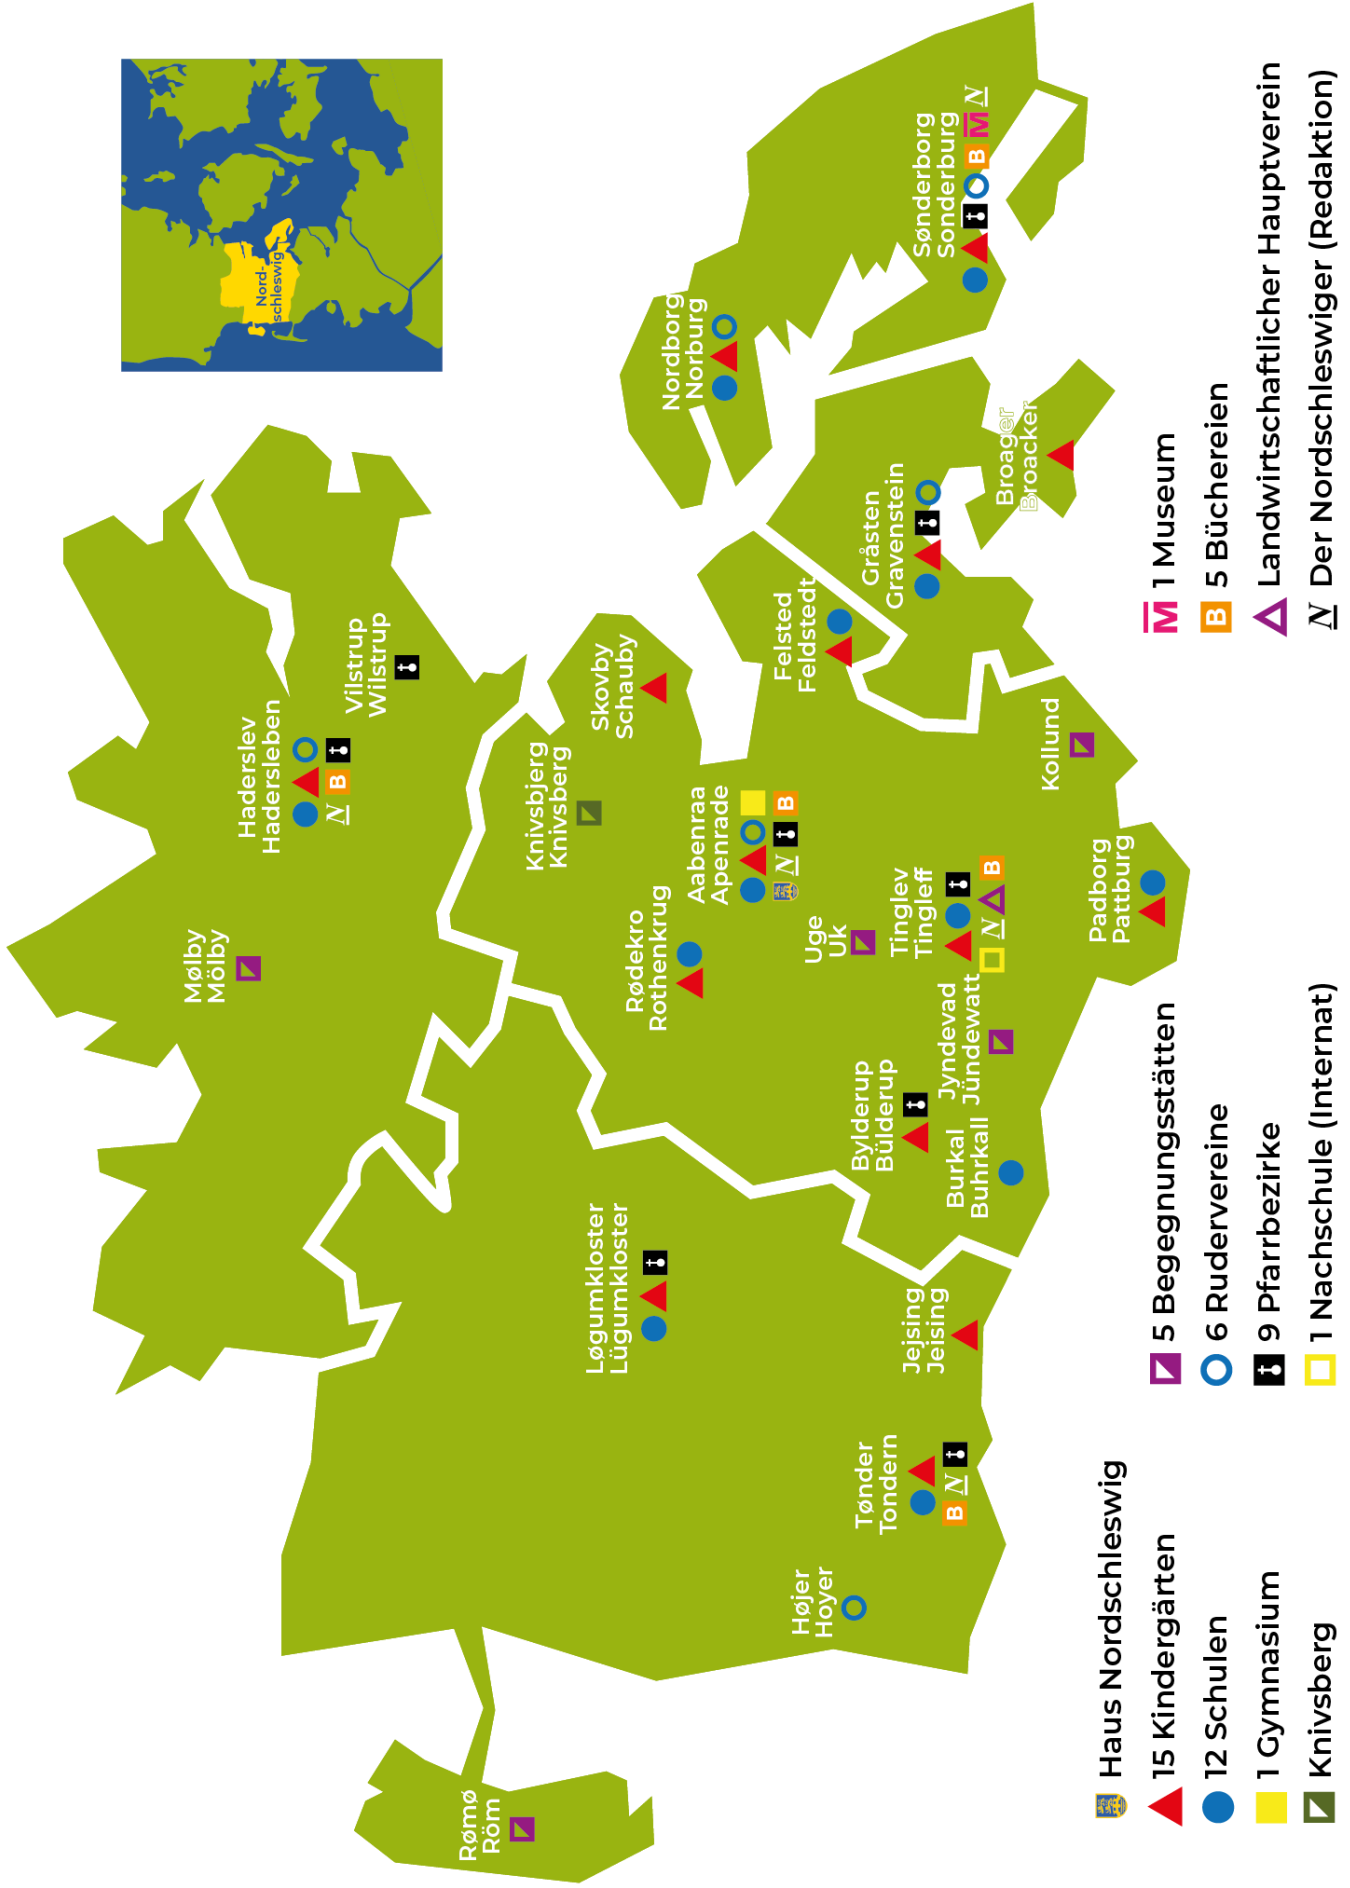 Nord-
schleswig
Mølby
Mölby
Haderslev
Hadersleben
N B
Vilstrup
Wilstrup
Rømø
Röm
Knivsbjerg
Knivsberg
Skovby
Schauby
Nordborg
Norburg
Løgumkloster
Lügumkloster
Rødekro
Rothenkrug
Aabenraa
Apenrade
N B
Felsted
Feldstedt
Sønderborg
Sonderburg
B M N
Gråsten
Gravenstein
Broager
Broacker
Højer
Hoyer
Tønder
Tondern
B N
Jejsing
Jeising
Bylderup
Bülderup
Burkal
Buhrkall
Jyndevad
Jündewatt
Uge
Uk
Tinglev
Tingleff
N B
Kollund
Padborg
Pattburg
Haus Nordschleswig
15 Kindergärten
12 Schulen
1 Gymnasium
Knivsberg
5 Begegnungsstätten
6 Rudervereine
9 Pfarrbezirke
1 Nachschule (Internat)
M 1 Museum
B 5 Büchereien
Landwirtschaftlicher Hauptverein
N Der Nordschleswiger (Redaktion)